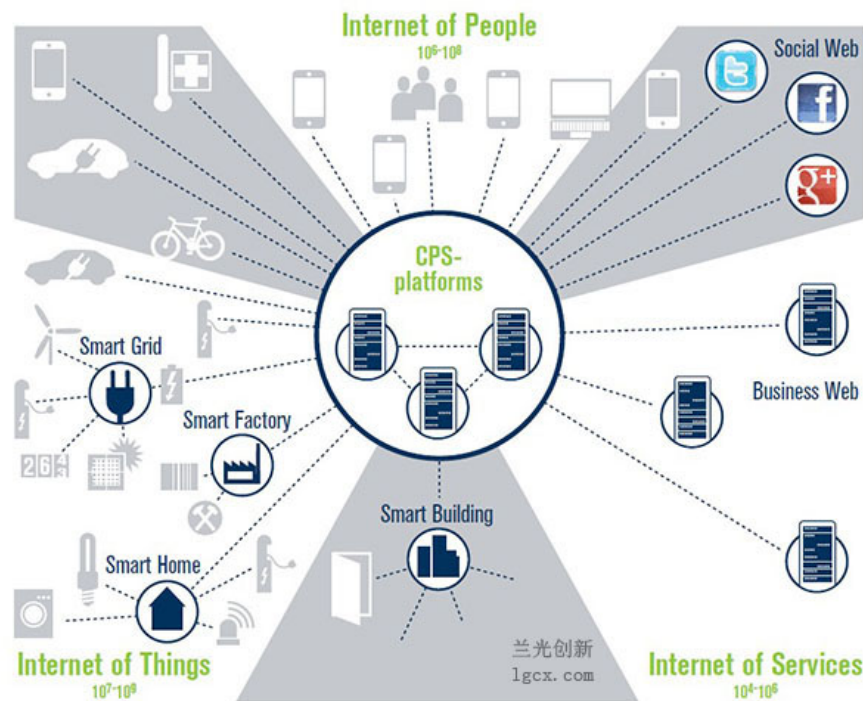 Internet of People
10⁶-10⁸
Social Web
CPS-
platforms
Smart Grid
Business Web
Smart Factory
Smart Building
Smart Home
兰光创新
lgcx.com
Internet of Things
10⁷-10⁹
Internet of Services
10⁴-10⁶